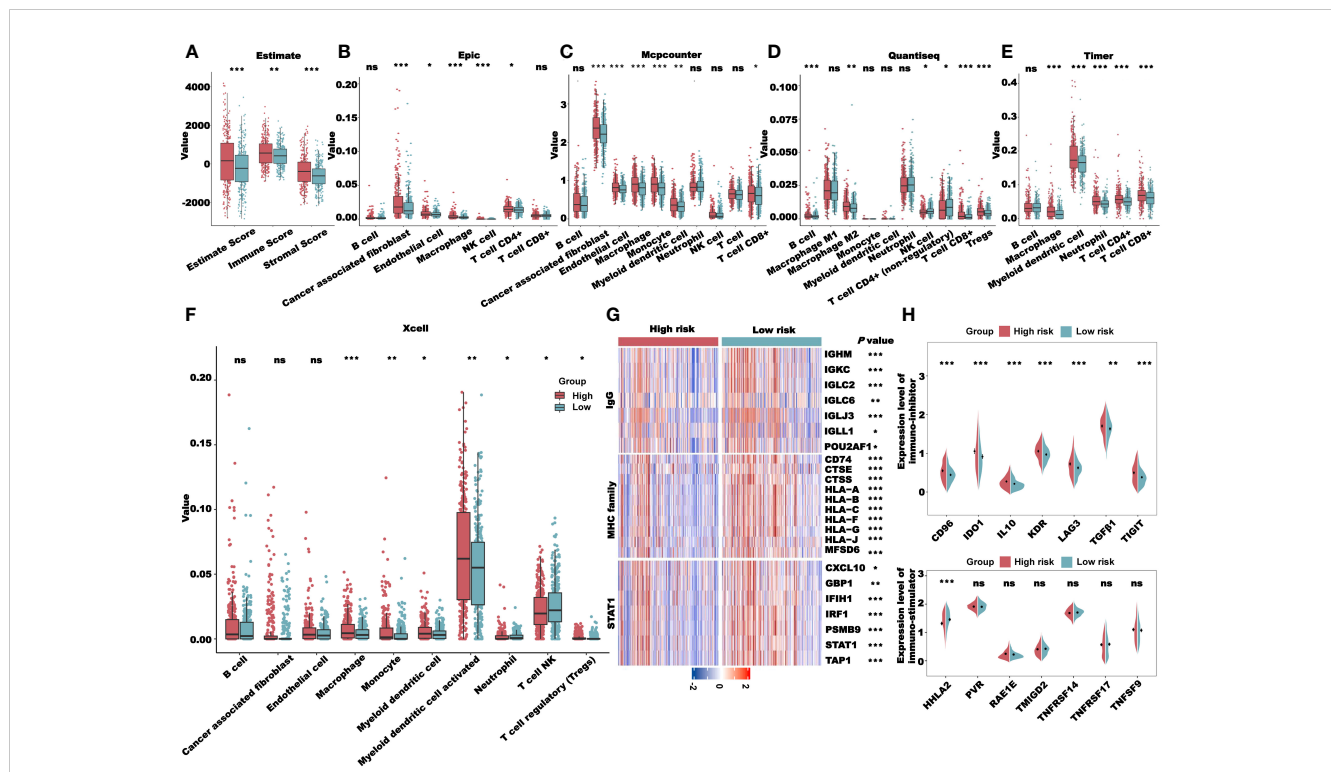 A
Estimate
*** ** ***
Value
4000
2000
0
-2000
Estimate Score
Immune Score
Stromal Score
B
Epic
ns *** * *** *** * ns
Value
0.20
0.15
0.10
0.05
0.00
B cell
Cancer associated fibroblast
Endothelial cell
Macrophage
NK cell
T cell CD4+
T cell CD8+
C
Mcpcounter
ns *** *** *** *** ** ns ns ns *
Value
3
2
1
0
B cell
Cancer associated fibroblast
Endothelial cell
Macrophage
Monocyte
Myeloid dendritic cell
Neutrophil
NK cell
T cell
T cell CD8+
D
Quantiseq
*** ns ** ns ns ns * * *** ***
Value
0.100
0.075
0.050
0.025
0.000
B cell
Macrophage M1
Macrophage M2
Monocyte
Myeloid dendritic cell
Neutrophil
NK cell
T cell CD4+ (non-regulatory)
T cell CD8+
Tregs
E
Timer
ns *** *** *** *** ***
Value
0.4
0.3
0.2
0.1
0.0
B cell
Macrophage
Myeloid dendritic cell
Neutrophil
T cell CD4+
T cell CD8+
F
Xcell
ns ns ns *** ** * ** * * *
Group
High
Low
Value
0.20
0.15
0.10
0.05
0.00
B cell
Cancer associated fibroblast
Endothelial cell
Macrophage
Monocyte
Myeloid dendritic cell
Myeloid dendritic cell activated
Neutrophil
T cell NK
T cell regulatory (Tregs)
G
High risk Low risk
P value
IgG
IGHM ***
IGKC ***
IGLC2 ***
IGLC6 **
IGLJ3 ***
IGLL1 *
POU2AF1 *
MHC family
CD74 ***
CTSE ***
CTSS ***
HLA-A ***
HLA-B ***
HLA-C ***
HLA-F ***
HLA-G ***
HLA-J ***
MFSD6 ***
STAT1
CXCL10 *
GBP1 **
IFIH1 ***
IRF1 ***
PSMB9 ***
STAT1 ***
TAP1 ***
-2 0 2
H
Group High risk Low risk
*** *** *** *** *** ** ***
Expression level of
immuno-inhibitor
3
2
1
0
CD96
IDO1
IL10
KDR
LAG3
TGFβ1
TIGIT
Group High risk Low risk
*** ns ns ns ns ns ns
Expression level of
immuno-stimulator
3
2
1
0
HHLA2
PVR
RAE1E
TMIGD2
TNFRSF14
TNFRSF17
TNFSF9